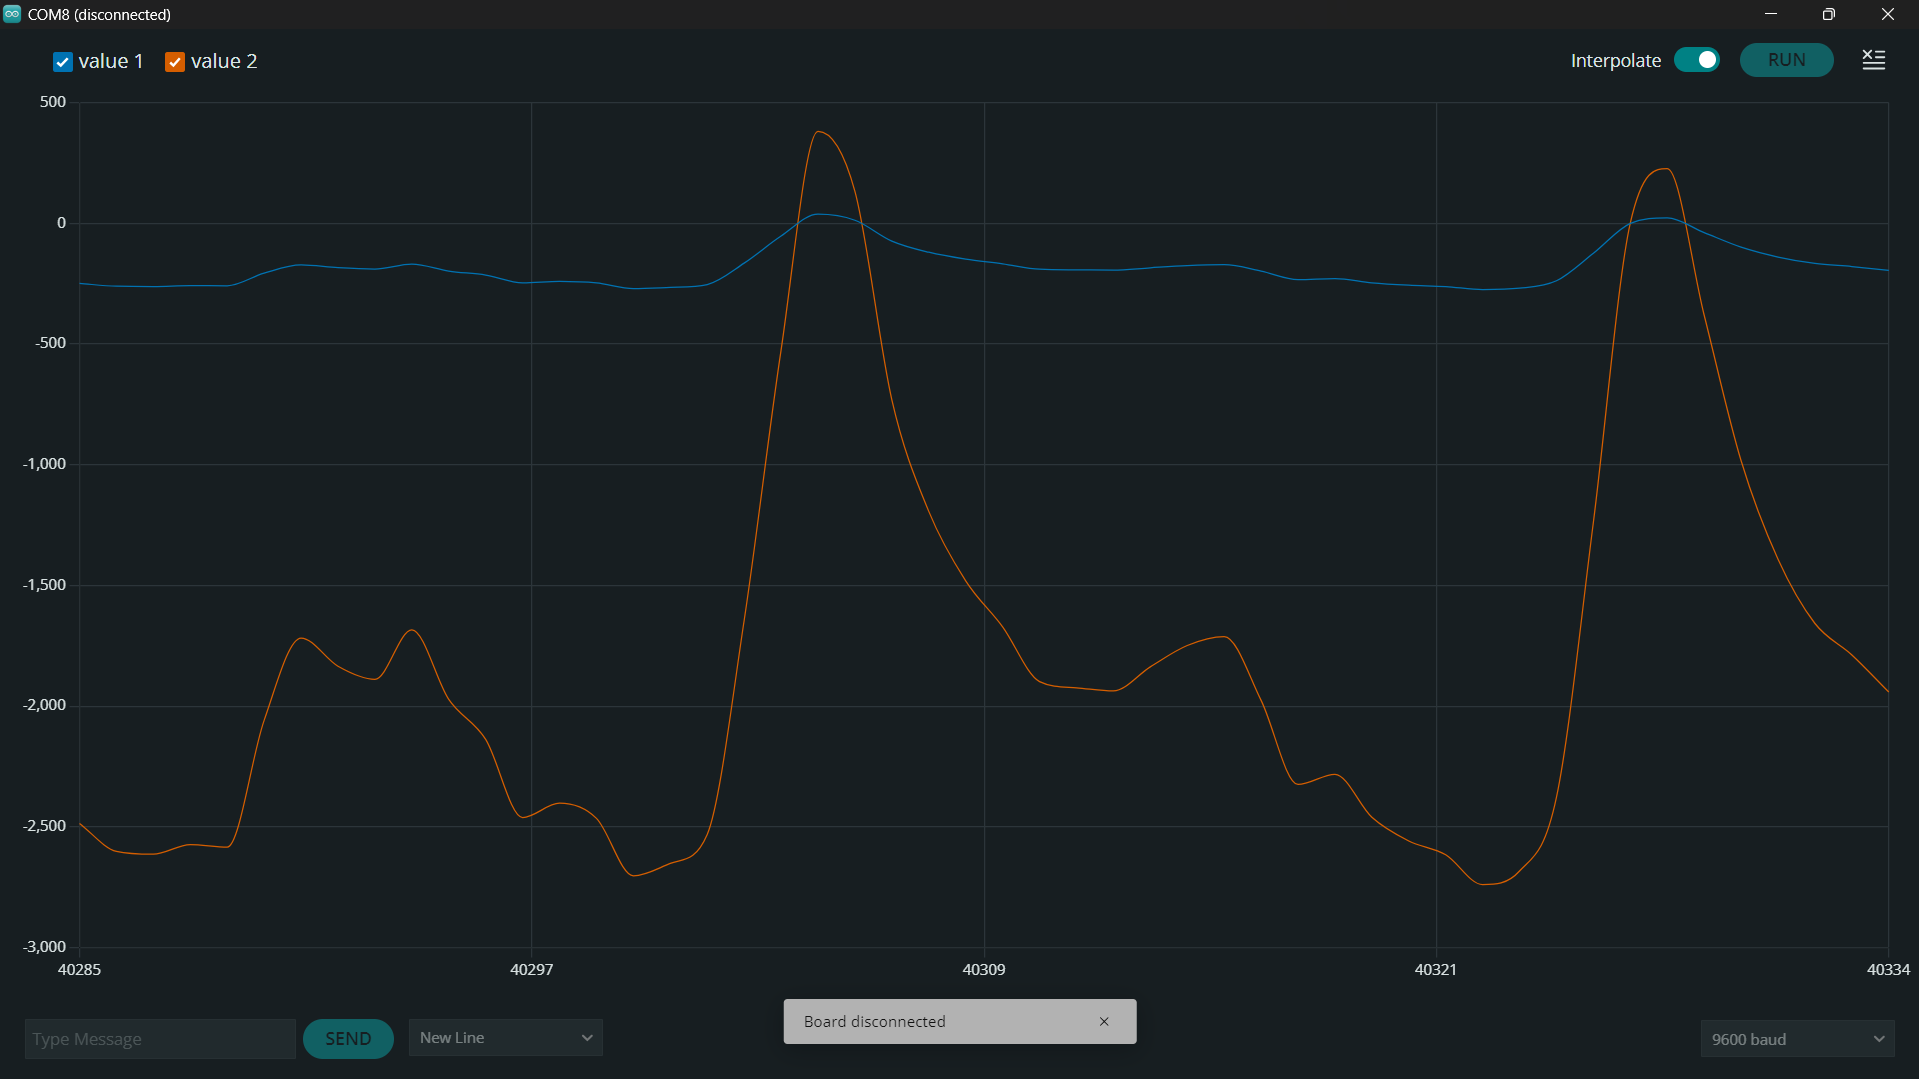 COM8 (disconnected)
value 1 value 2
Interpolate RUN
500
0
-500
-1,000
-1,500
-2,000
-2,500
-3,000
40285 40297 40309 40321 40334
Board disconnected
Type Message SEND New Line
9600 baud